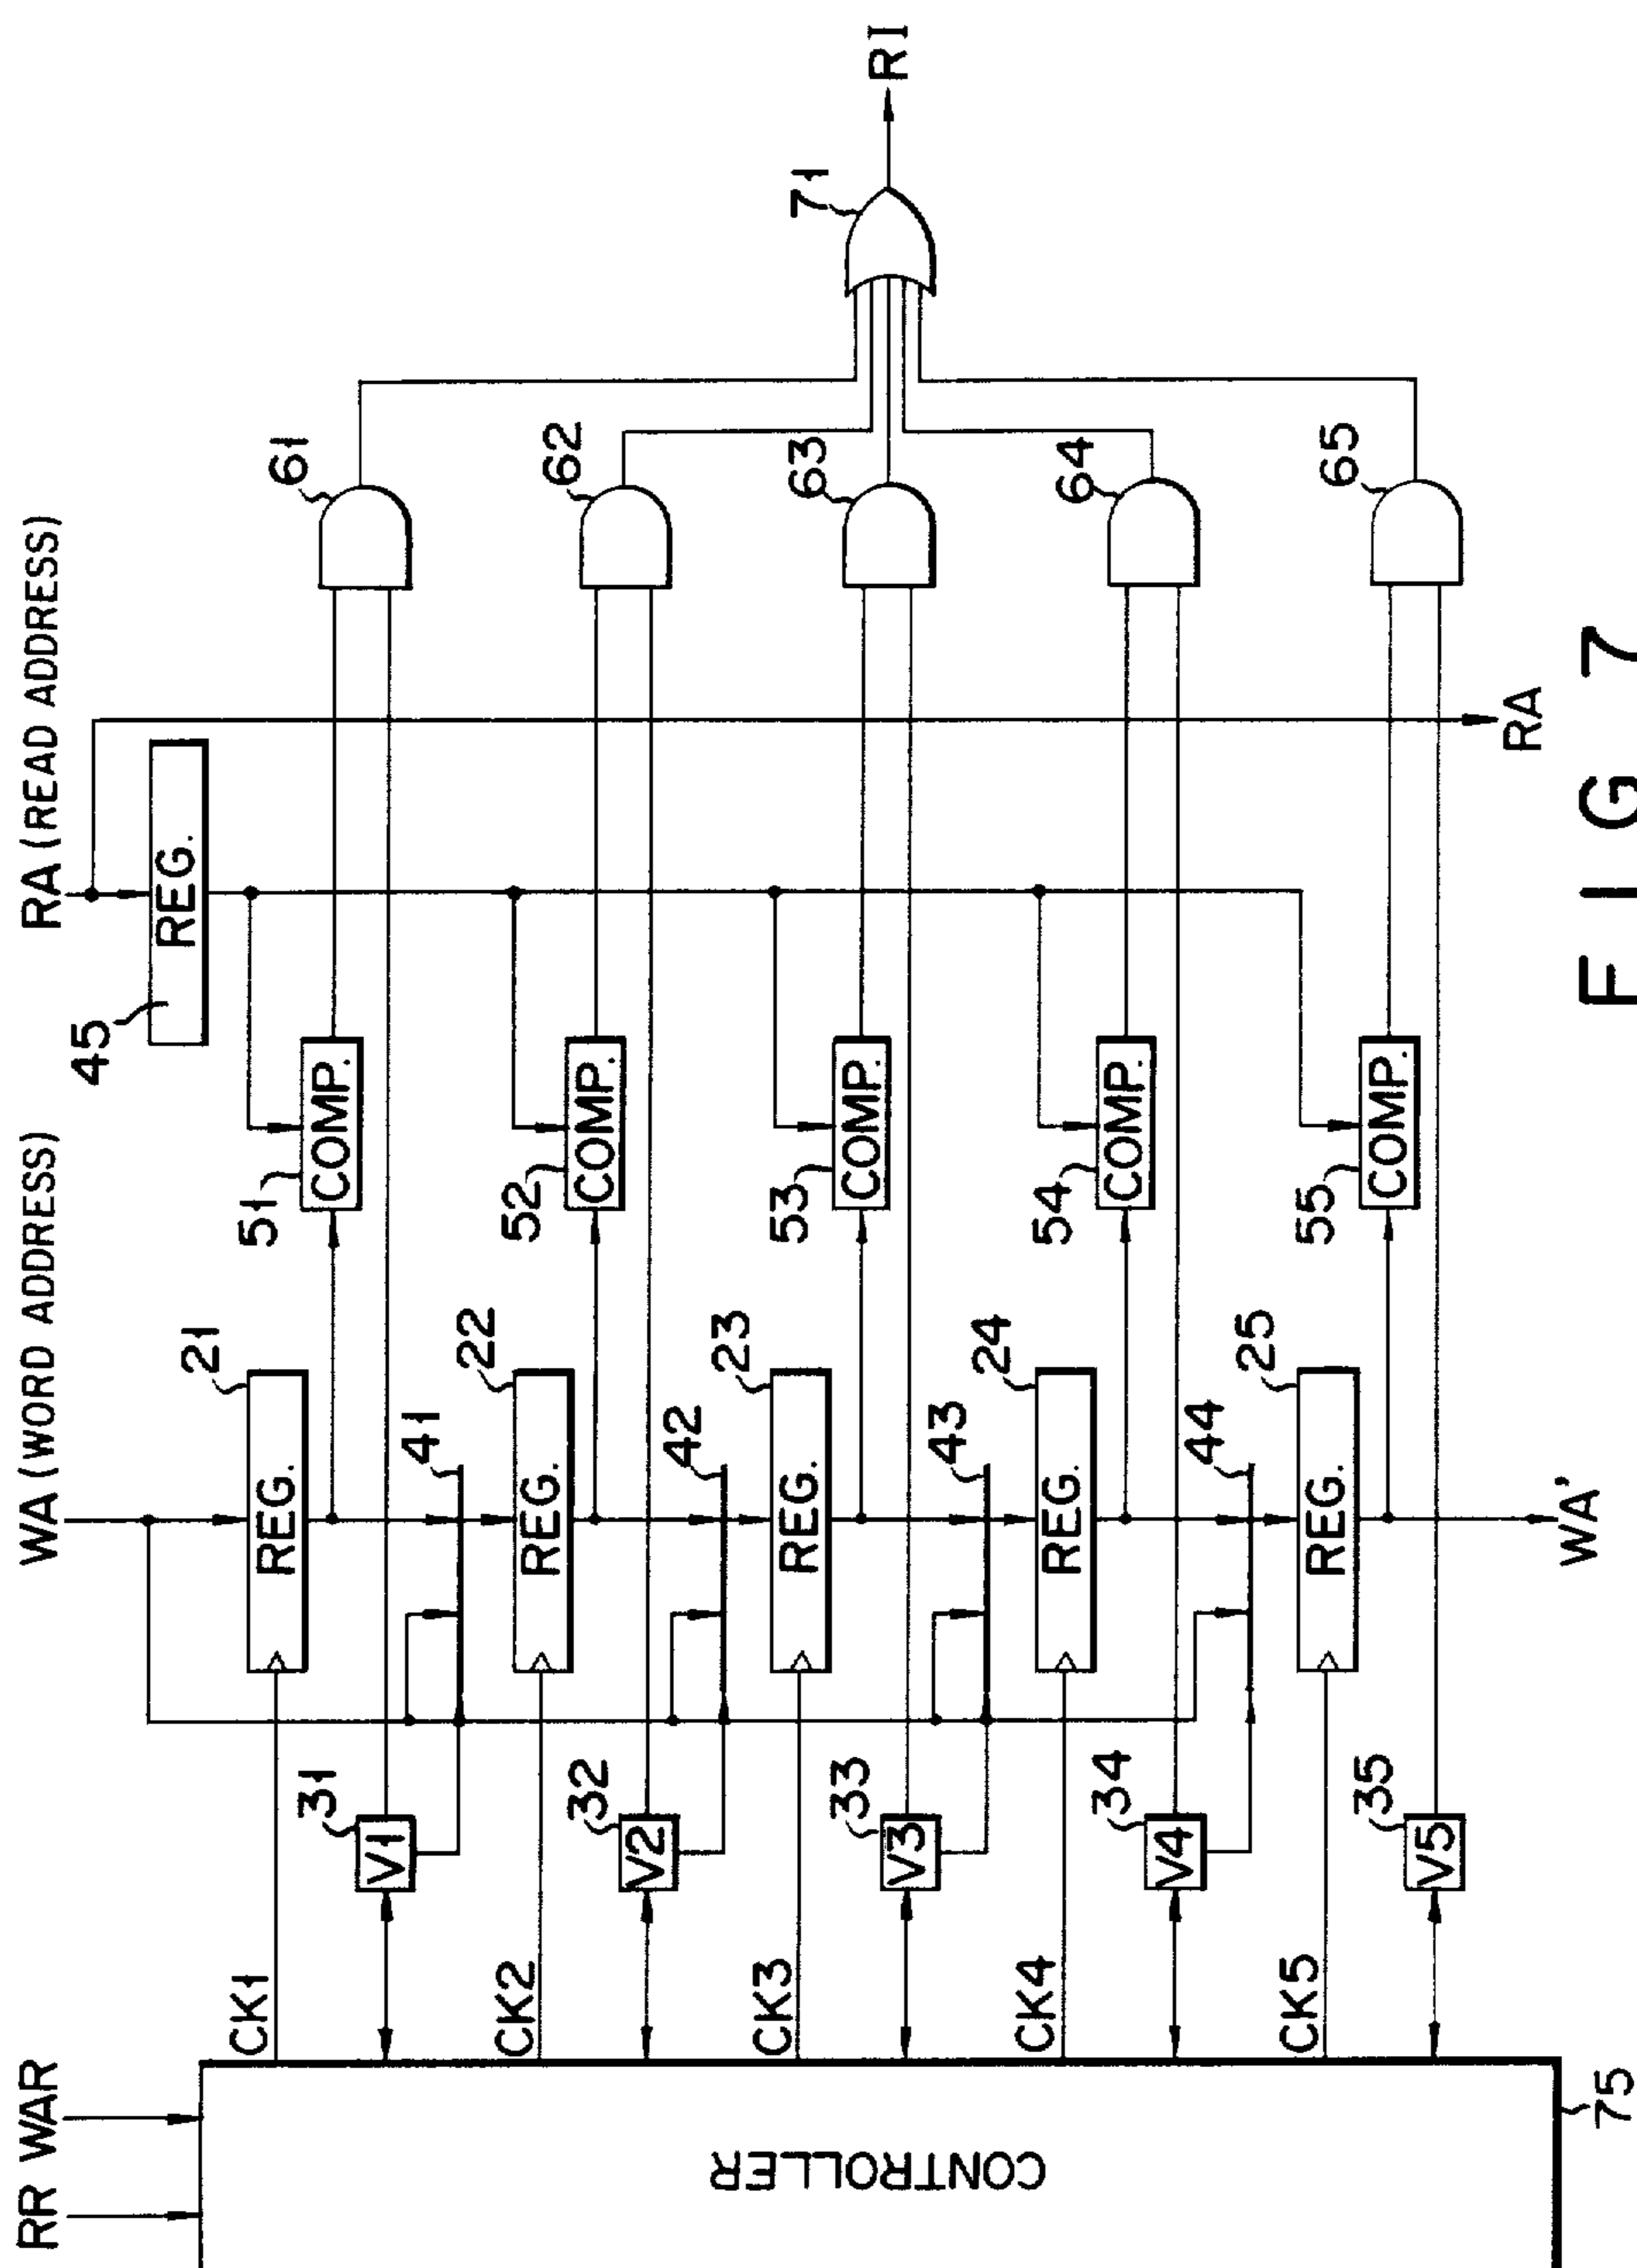 RR WAR
WA (WORD ADDRESS)
RA (READ ADDRESS)
CONTROLLER
75
CK1
CK2
CK3
CK4
CK5
V1
31
V2
32
V3
33
V4
34
V5
35
REG.
21
REG.
22
REG.
23
REG.
24
REG.
25
41
42
43
44
WA'
REG.
45
COMP.
51
COMP.
52
COMP.
53
COMP.
54
COMP.
55
RA
61
62
63
64
65
71
RI
FIG 7